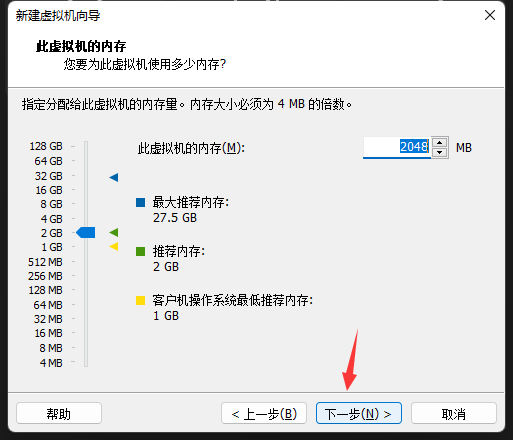 新建虚拟机向导
此虚拟机的内存
您要为此虚拟机使用多少内存?
指定分配给此虚拟机的内存量。内存大小必须为 4 MB 的倍数。
此虚拟机的内存(M): 2048 MB
128 GB
64 GB
32 GB
16 GB
8 GB
4 GB
2 GB
1 GB
512 MB
256 MB
128 MB
64 MB
32 MB
16 MB
8 MB
4 MB
最大推荐内存:
27.5 GB
推荐内存:
2 GB
客户机操作系统最低推荐内存:
1 GB
帮助 < 上一步(B) 下一步(N) > 取消